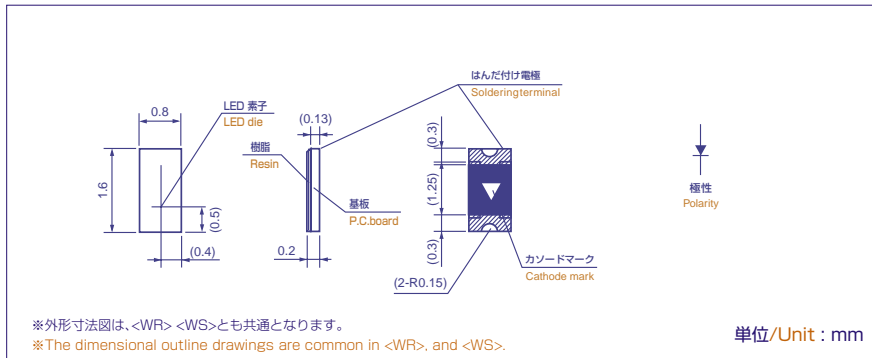 はんだ付け電極
Solderingterminal
LED 素子
LED die
0.8
(0.13)
(0.3)
樹脂
Resin
1.6
(1.25)
極性
Polarity
基板
P.C.board
(0.5)
(0.4)
0.2
(0.3)
カソードマーク
Cathode mark
(2-R0.15)
※外形寸法図は、<WR> <WS>とも共通となります。
※The dimensional outline drawings are common in <WR>, and <WS>.
単位/Unit : mm